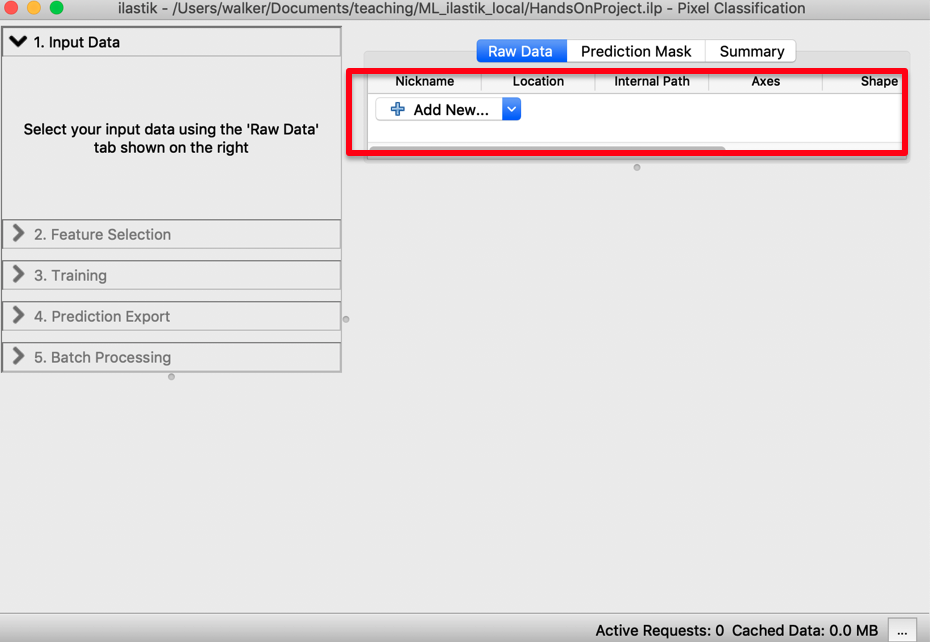 ilastik - /Users/walker/Documents/teaching/ML_ilastik_local/HandsOnProject.ilp - Pixel Classification
1. Input Data
Select your input data using the 'Raw Data'
tab shown on the right
2. Feature Selection
3. Training
4. Prediction Export
5. Batch Processing
Raw Data Prediction Mask Summary
Nickname Location Internal Path Axes Shape
Add New...
Active Requests: 0 Cached Data: 0.0 MB ...